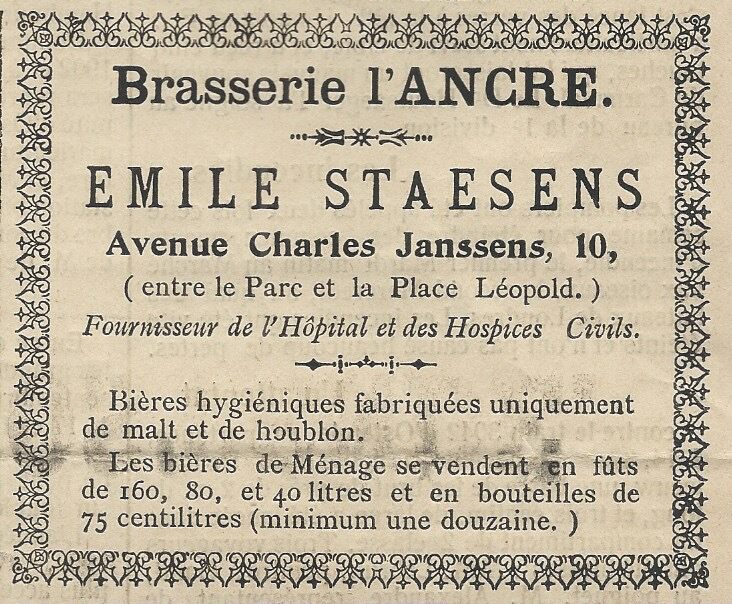 Brasserie l'ANCRE.
EMILE STAESENS
Avenue Charles Janssens, 10,
( entre le Parc et la Place Léopold. )
Fournisseur de l'Hôpital et des Hospices Civils.
Bières hygiéniques fabriquées uniquement
de malt et de houblon.
Les bières de Ménage se vendent en fûts
de 160, 80, et 40 litres et en bouteilles de
75 centilitres (minimum une douzaine. )